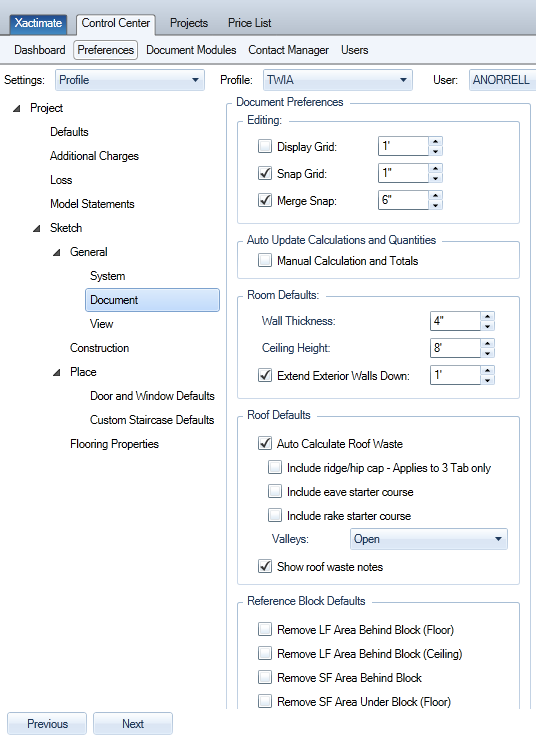 Xactimate Control Center Projects Price List
Dashboard Preferences Document Modules Contact Manager Users
Settings: Profile Profile: TWIA User: ANORRELL
Project
Defaults
Additional Charges
Loss
Model Statements
Sketch
General
System
Document
View
Construction
Place
Door and Window Defaults
Custom Staircase Defaults
Flooring Properties
Document Preferences
Editing:
Display Grid: 1'
Snap Grid: 1"
Merge Snap: 6"
Auto Update Calculations and Quantities
Manual Calculation and Totals
Room Defaults:
Wall Thickness: 4"
Ceiling Height: 8'
Extend Exterior Walls Down: 1'
Roof Defaults
Auto Calculate Roof Waste
Include ridge/hip cap - Applies to 3 Tab only
Include eave starter course
Include rake starter course
Valleys: Open
Show roof waste notes
Reference Block Defaults
Remove LF Area Behind Block (Floor)
Remove LF Area Behind Block (Ceiling)
Remove SF Area Behind Block
Remove SF Area Under Block (Floor)
Previous Next